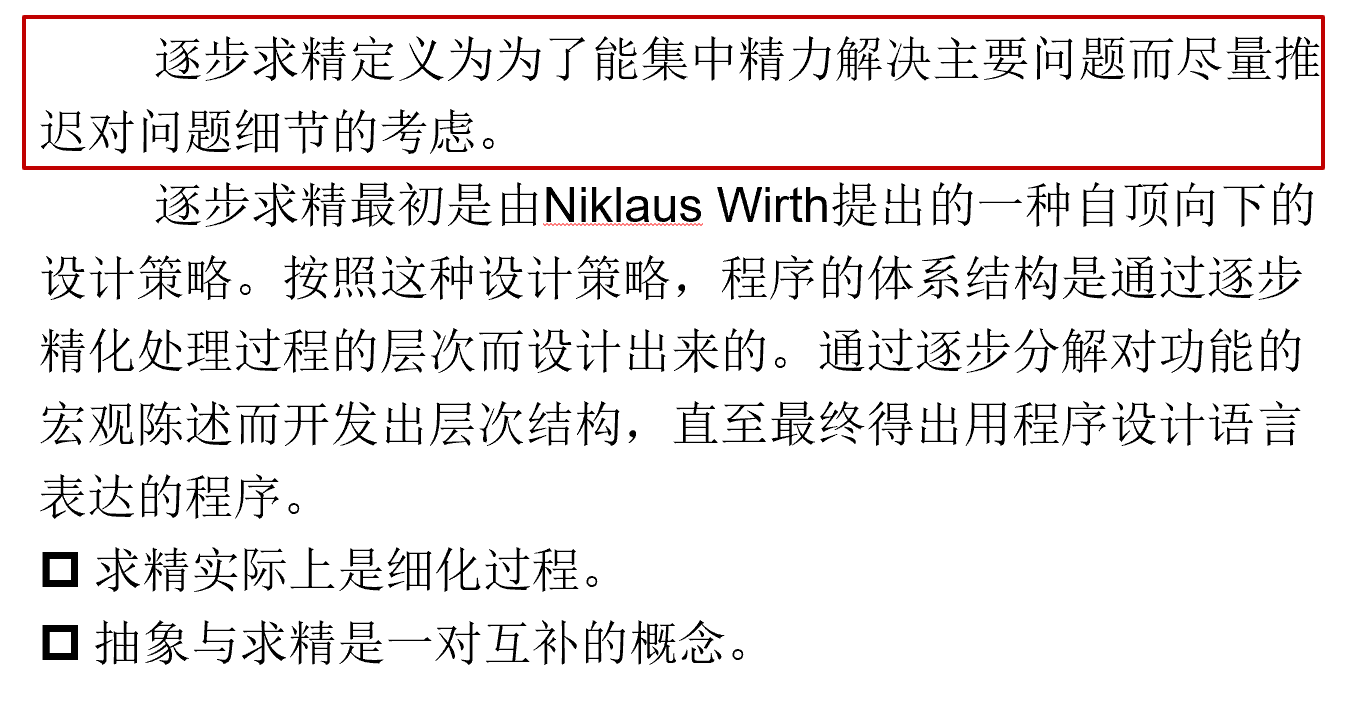 逐步求精定义为为了能集中精力解决主要问题而尽量推
迟对问题细节的考虑。
逐步求精最初是由Niklaus Wirth提出的一种自顶向下的
设计策略。按照这种设计策略，程序的体系结构是通过逐步
精化处理过程的层次而设计出来的。通过逐步分解对功能的
宏观陈述而开发出层次结构，直至最终得出用程序设计语言
表达的程序。
求精实际上是细化过程。
抽象与求精是一对互补的概念。